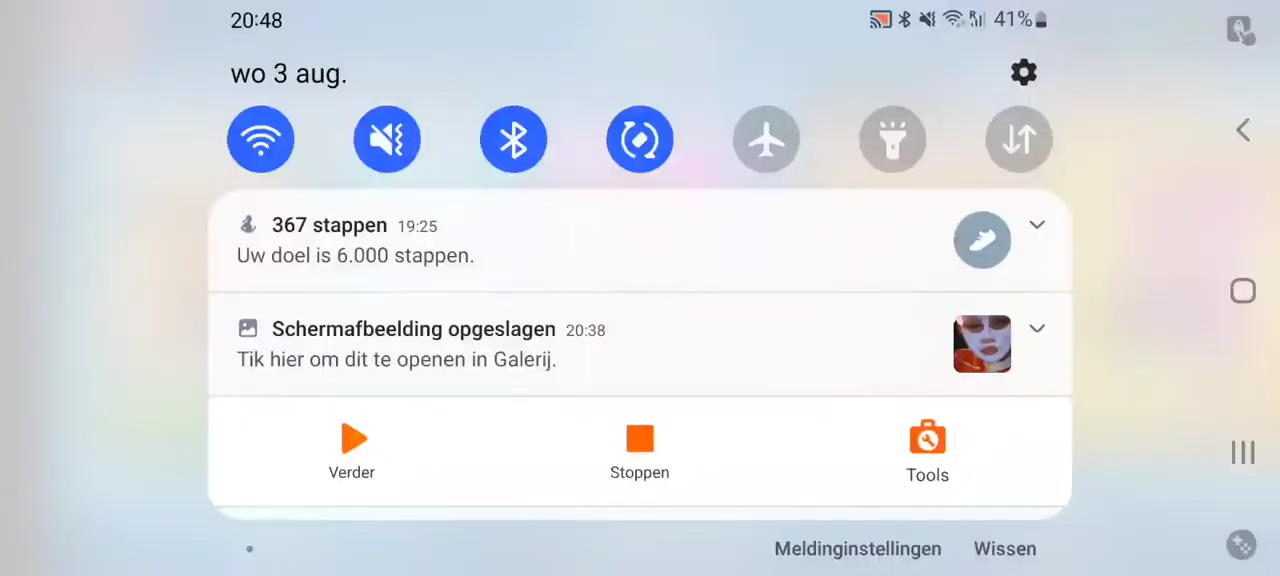 20:48
41%
wo 3 aug.
367 stappen 19:25
Uw doel is 6.000 stappen.
Schermafbeelding opgeslagen 20:38
Tik hier om dit te openen in Galerij.
Verder
Stoppen
Tools
Meldinginstellingen
Wissen